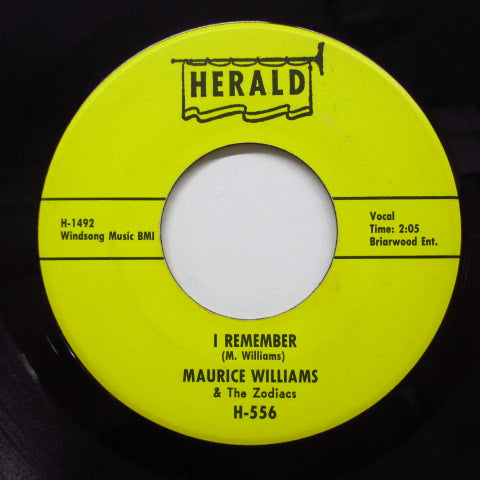 HERALD
H-1492
Windsong Music BMI
Vocal
Time: 2:05
Briarwood Ent.
I REMEMBER
(M. Williams)
MAURICE WILLIAMS
& The Zodiacs
H-556